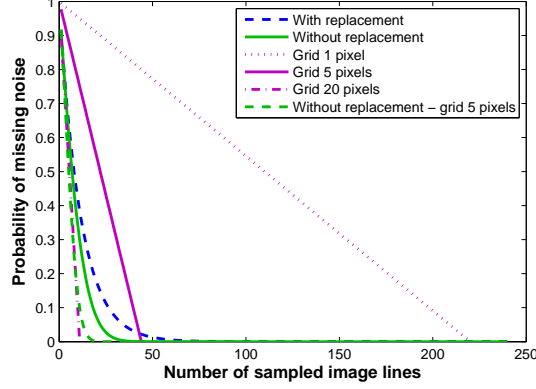 1
0.9
0.8
0.7
0.6
0.5
0.4
0.3
0.2
0.1
0
Probability of missing noise
With replacement
Without replacement
Grid 1 pixel
Grid 5 pixels
Grid 20 pixels
Without replacement − grid 5 pixels
0 50 100 150 200 250
Number of sampled image lines